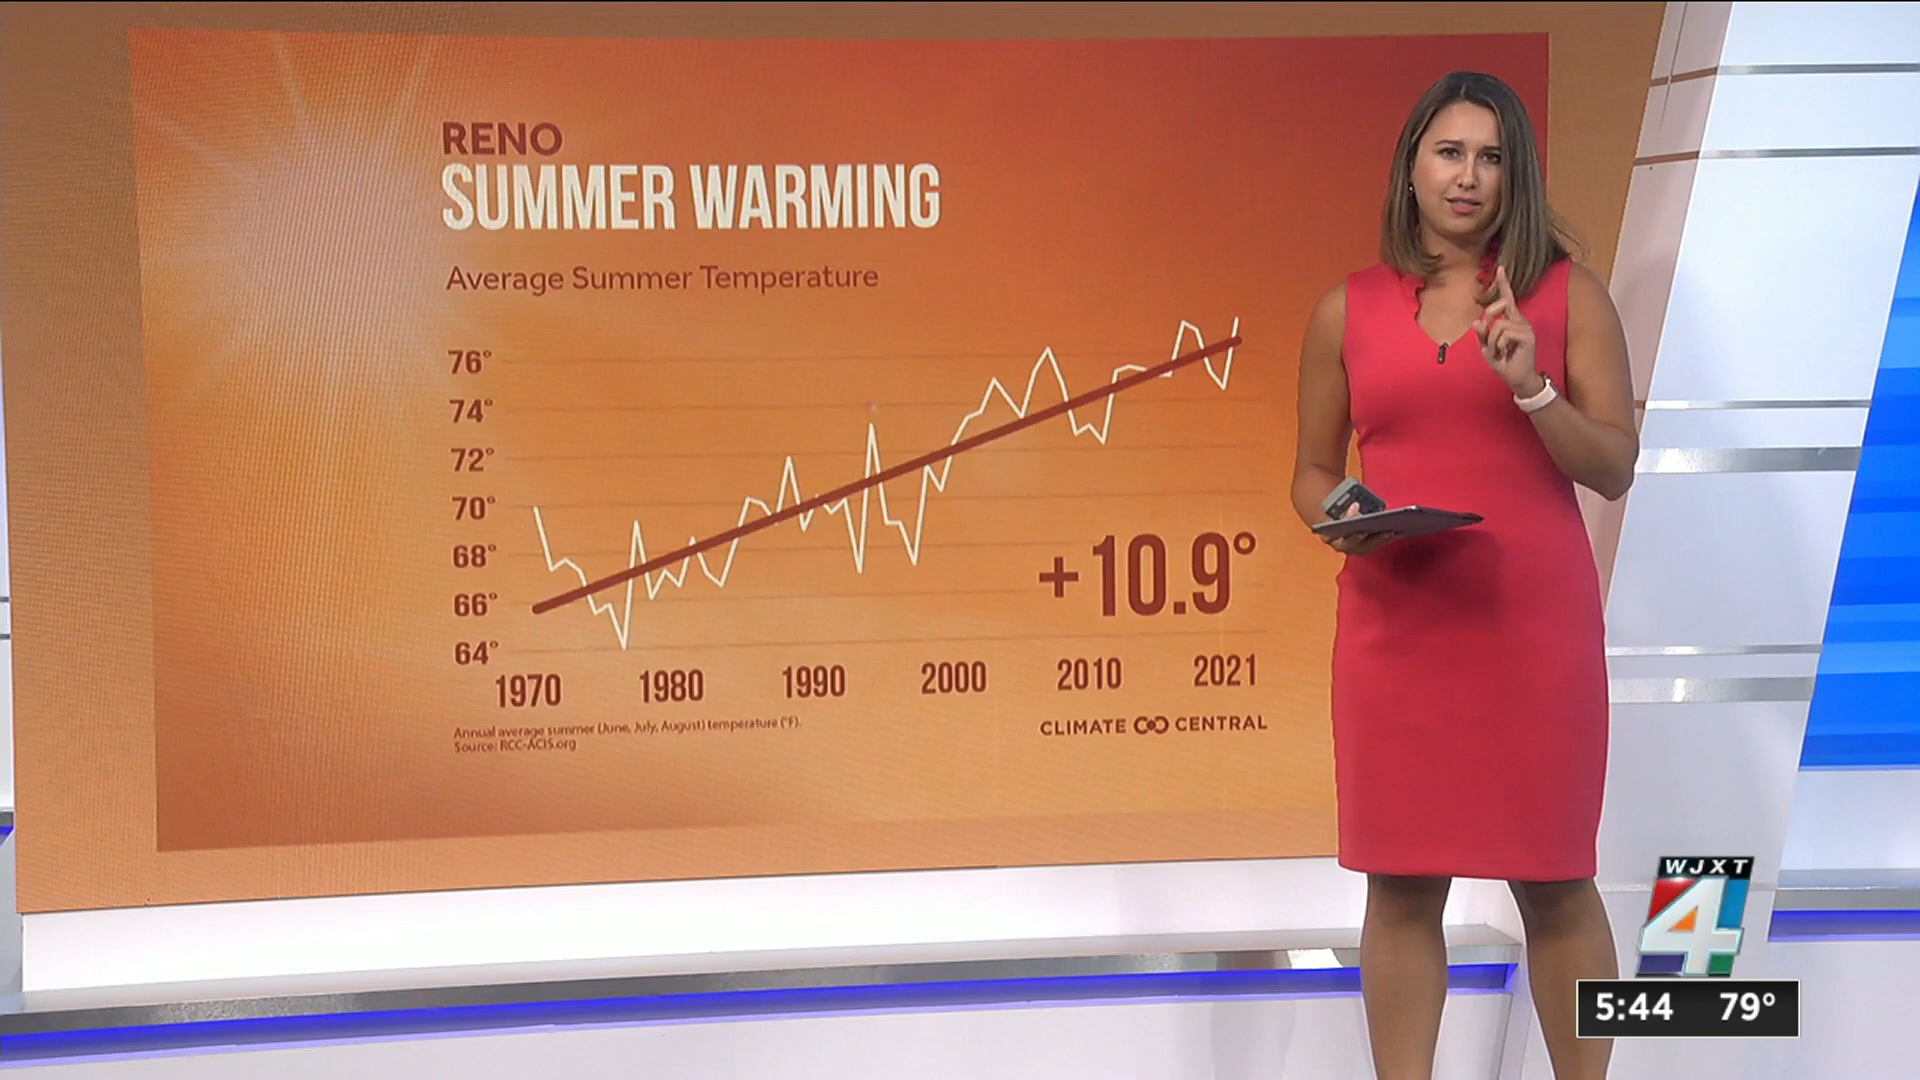 RENO
SUMMER WARMING
Average Summer Temperature
76°
74°
72°
70°
68°
66°
64°
+10.9°
1970 1980 1990 2000 2010 2021
Annual average summer (June, July, August) temperature (°F).
Source: RCC-ACIS.org
CLIMATE CENTRAL
WJXT
4
5:44 79°